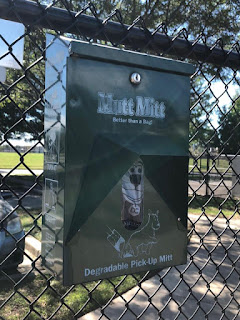 Mutt Mitt
Better than a Bag!
Degradable Pick-Up Mitt